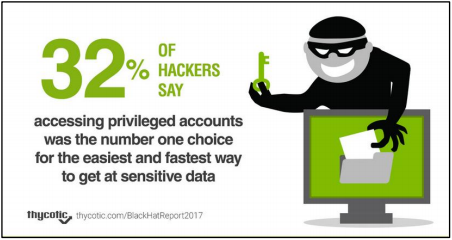 32% OF
HACKERS
SAY
accessing privileged accounts
was the number one choice
for the easiest and fastest way
to get at sensitive data
thycotic thycotic.com/BlackHatReport2017